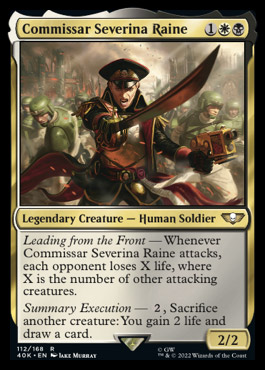 Commissar Severina Raine 1
Legendary Creature — Human Soldier
Leading from the Front — Whenever
Commissar Severina Raine attacks,
each opponent loses X life, where
X is the number of other attacking
creatures.
Summary Execution — 2, Sacrifice
another creature: You gain 2 life and
draw a card.
2/2
112/168 R
40K • EN JAKE MURRAY
© GW
™ & © 2022 Wizards of the Coast